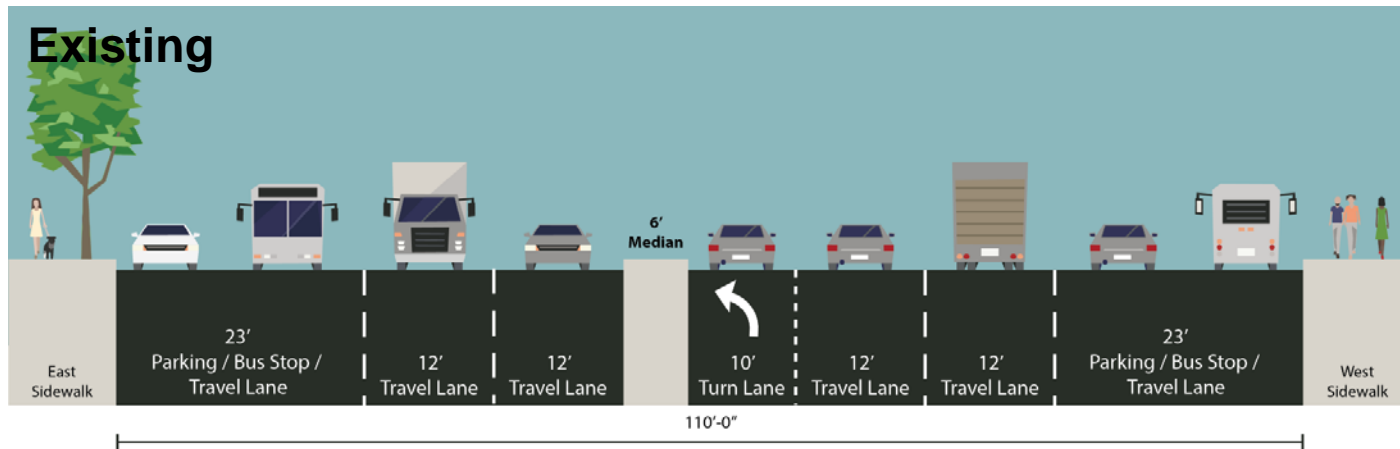 Existing
6'
Median
23'
Parking / Bus Stop /
Travel Lane
12'
Travel Lane
12'
Travel Lane
10'
Turn Lane
12'
Travel Lane
12'
Travel Lane
23'
Parking / Bus Stop /
Travel Lane
East
Sidewalk
West
Sidewalk
110'-0"